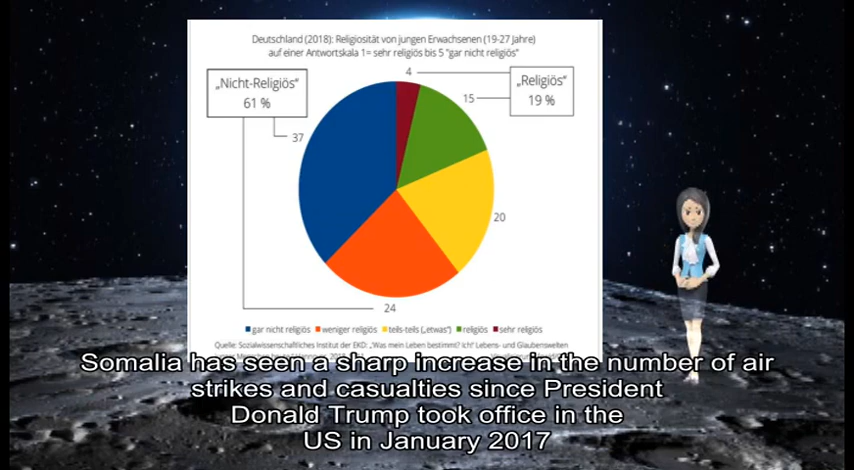 Deutschland (2018): Religiosität von jungen Erwachsenen (19-27 Jahre)
auf einer Antwortskala 1= sehr religiös bis 5 "gar nicht religiös"
„Nicht-Religiös“
61 %
4
„Religiös“
19 %
15
37
20
24
gar nicht religiös weniger religiös teils-teils („etwas“) religiös sehr religiös
Quelle: Sozialwissenschaftliches Institut der EKD: „Was mein Leben bestimmt? Ich!“ Lebens- und Glaubenswelten
Somalia has seen a sharp increase in the number of air
strikes and casualties since President
Donald Trump took office in the
US in January 2017